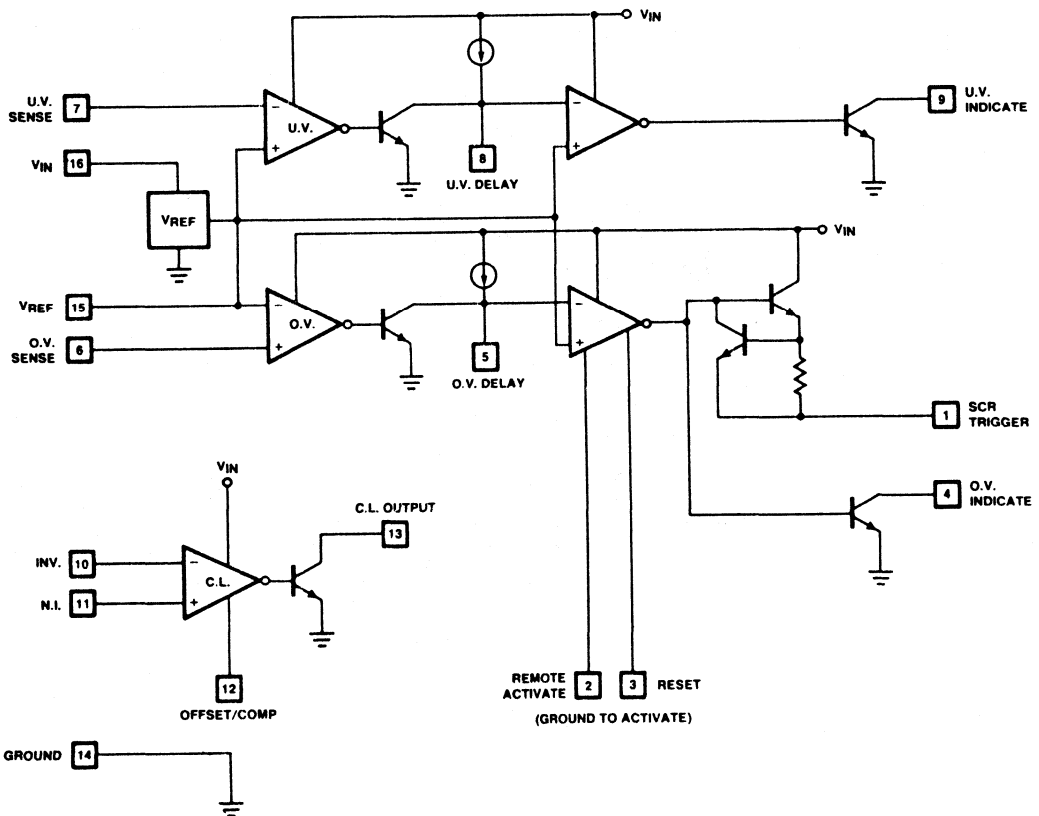 VIN
U.V. SENSE
7
−
+
U.V.
8
U.V. DELAY
−
+
9
U.V. INDICATE
VIN
16
VREF
VIN
VREF
15
O.V. SENSE
6
−
+
O.V.
5
O.V. DELAY
−
+
1
SCR TRIGGER
4
O.V. INDICATE
VIN
C.L. OUTPUT
13
INV.
10
N.I.
11
−
+
C.L.
12
OFFSET/COMP
REMOTE ACTIVATE
2
3
RESET
(GROUND TO ACTIVATE)
GROUND
14